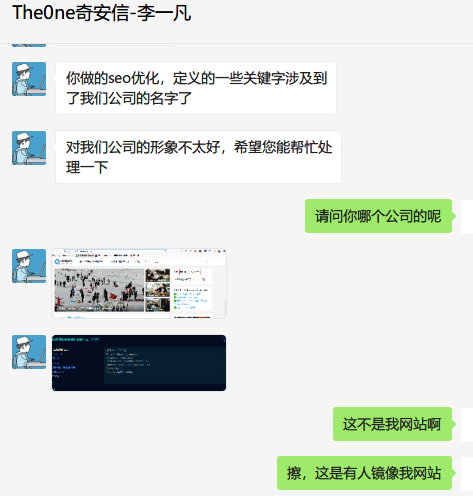 The0ne奇安信-李一凡
你做的seo优化，定义的一些关键字涉及到
了我们公司的名字了
对我们公司的形象不太好，希望您能帮忙处
理一下
请问你哪个公司的呢
这不是我网站啊
擦，这是有人镜像我网站